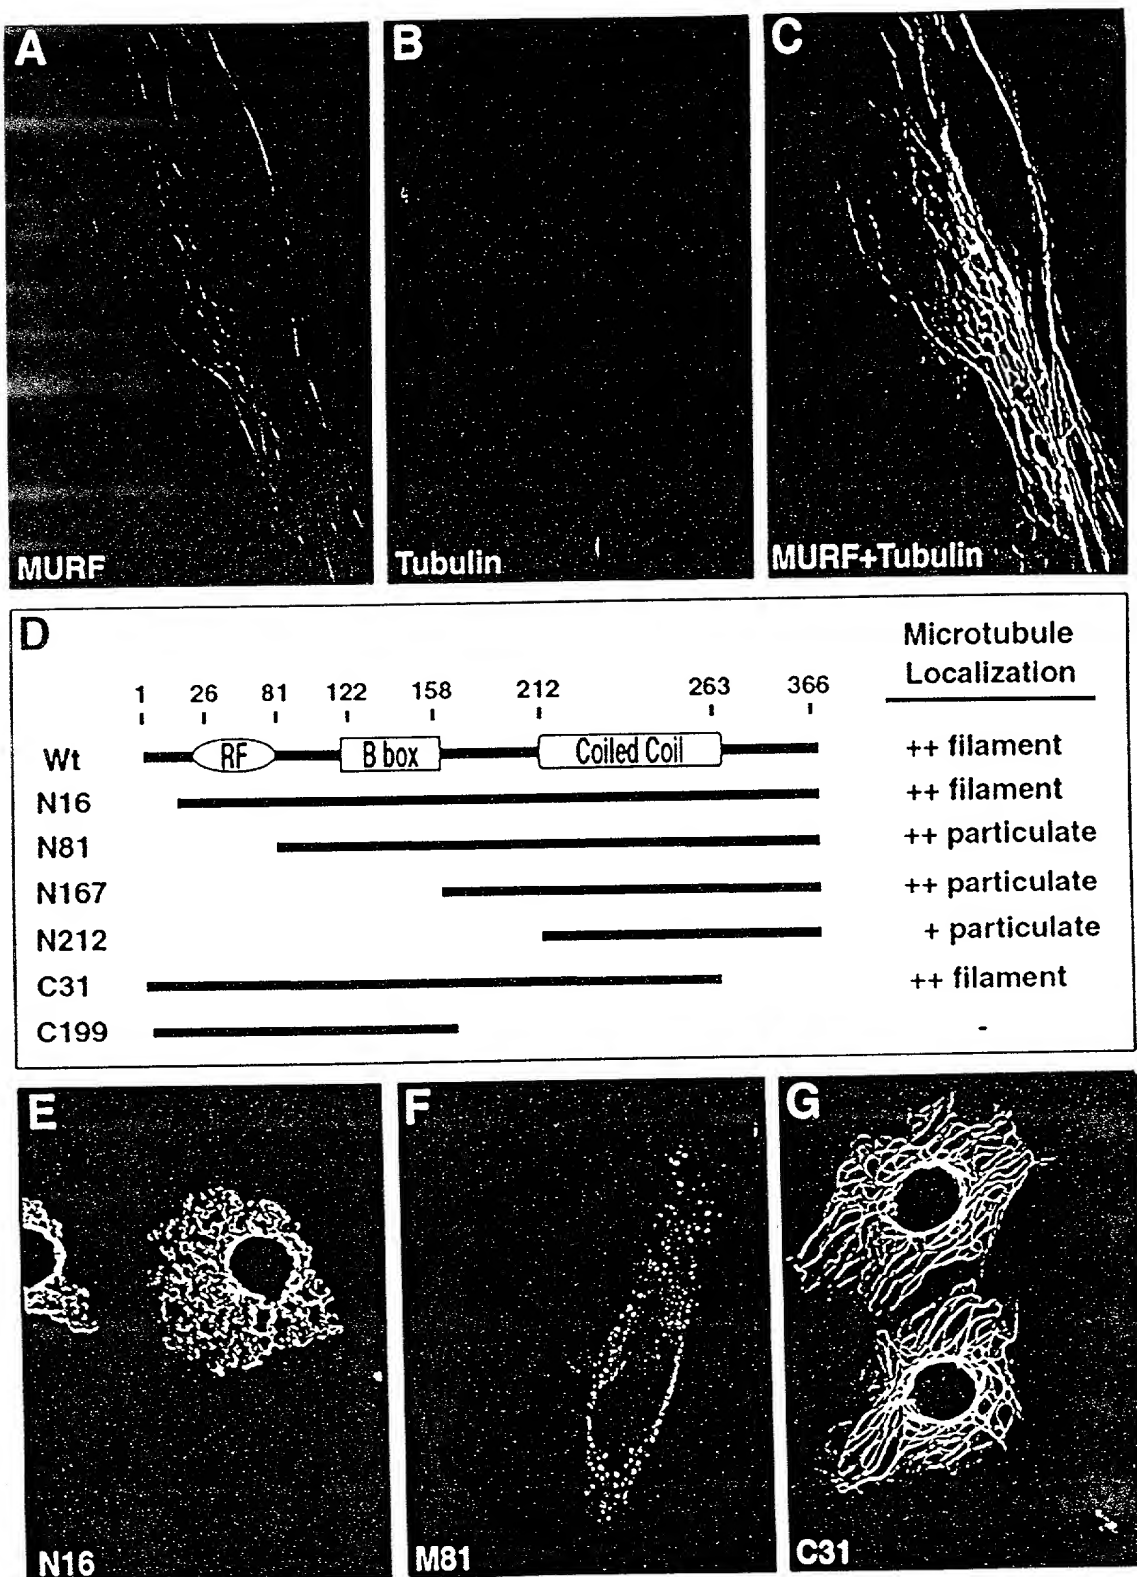 A
B
C
MURF
Tubulin
MURF+Tubulin
D
Microtubule
Localization
1 26 81 122 158 212 263 366
Wt RF B box Coiled Coil ++ filament
N16 ++ filament
N81 ++ particulate
N167 ++ particulate
N212 + particulate
C31 ++ filament
C199 -
E
F
G
N16
M81
C31